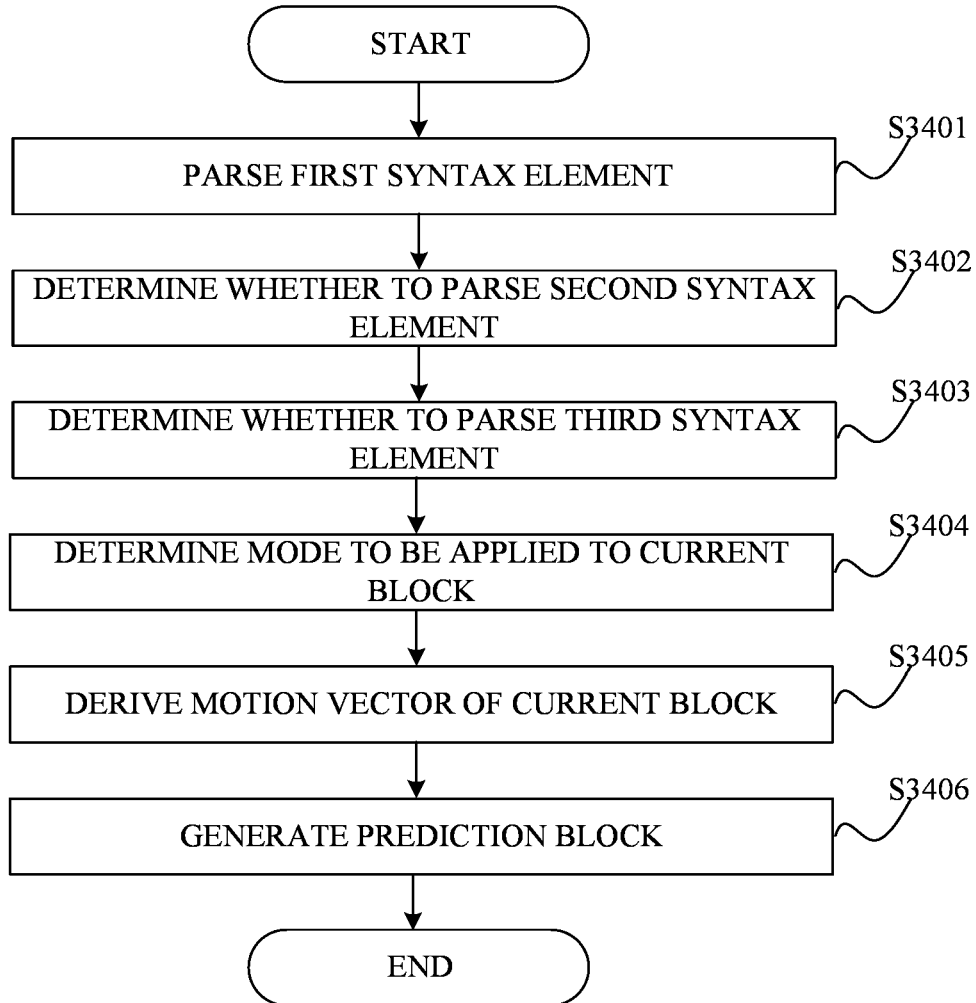 START
S3401
PARSE FIRST SYNTAX ELEMENT
S3402
DETERMINE WHETHER TO PARSE SECOND SYNTAX
ELEMENT
S3403
DETERMINE WHETHER TO PARSE THIRD SYNTAX
ELEMENT
S3404
DETERMINE MODE TO BE APPLIED TO CURRENT
BLOCK
S3405
DERIVE MOTION VECTOR OF CURRENT BLOCK
S3406
GENERATE PREDICTION BLOCK
END